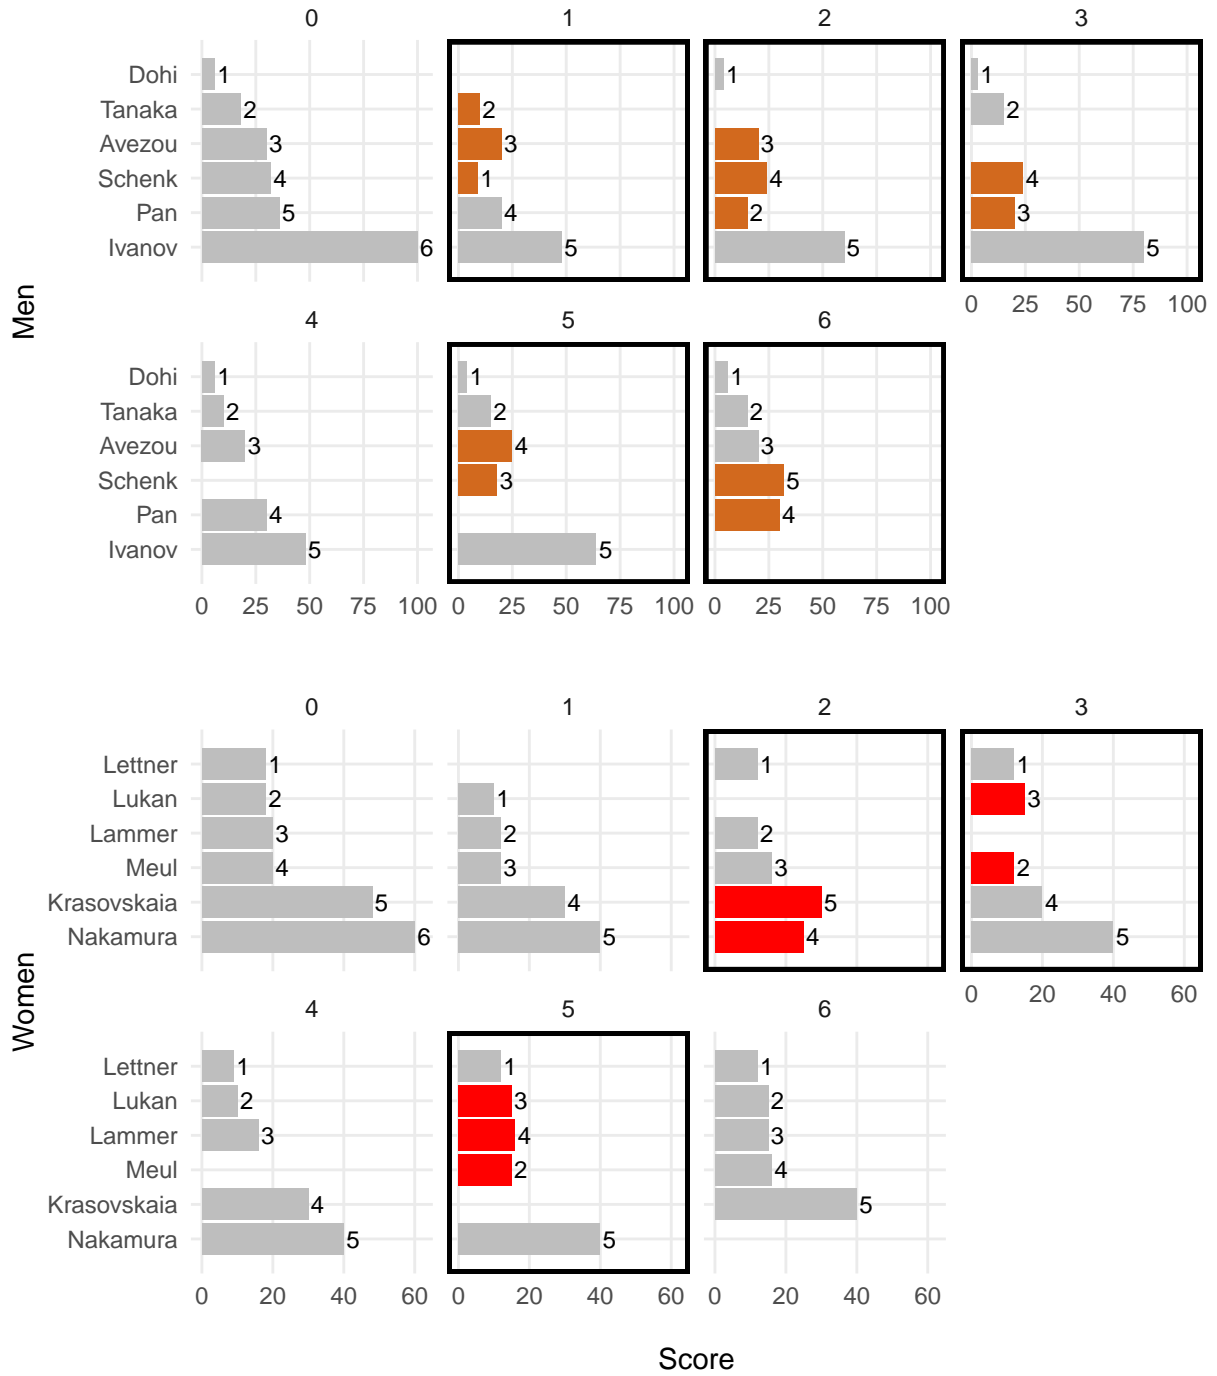 0 1 2 3
Dohi 1 1 1
Tanaka 2 2 2
Avezou 3 3 3
Schenk 4 1 4 4
Pan 5 4 2 3
Ivanov 6 5 5 5
0 25 50 75 100
Men
4 5 6
Dohi 1 1 1
Tanaka 2 2 2
Avezou 3 4 3
Schenk 3 5
Pan 4 4
Ivanov 5 5
0 25 50 75 100 0 25 50 75 100 0 25 50 75 100
0 1 2 3
Lettner 1 1 1
Lukan 2 1 3
Lammer 3 2 2
Meul 4 3 3 2
Krasovskaia 5 4 5 4
Nakamura 6 5 4 5
0 20 40 60
Women
4 5 6
Lettner 1 1 1
Lukan 2 3 2
Lammer 3 4 3
Meul 2 4
Krasovskaia 4 5
Nakamura 5 5
0 20 40 60 0 20 40 60 0 20 40 60
Score